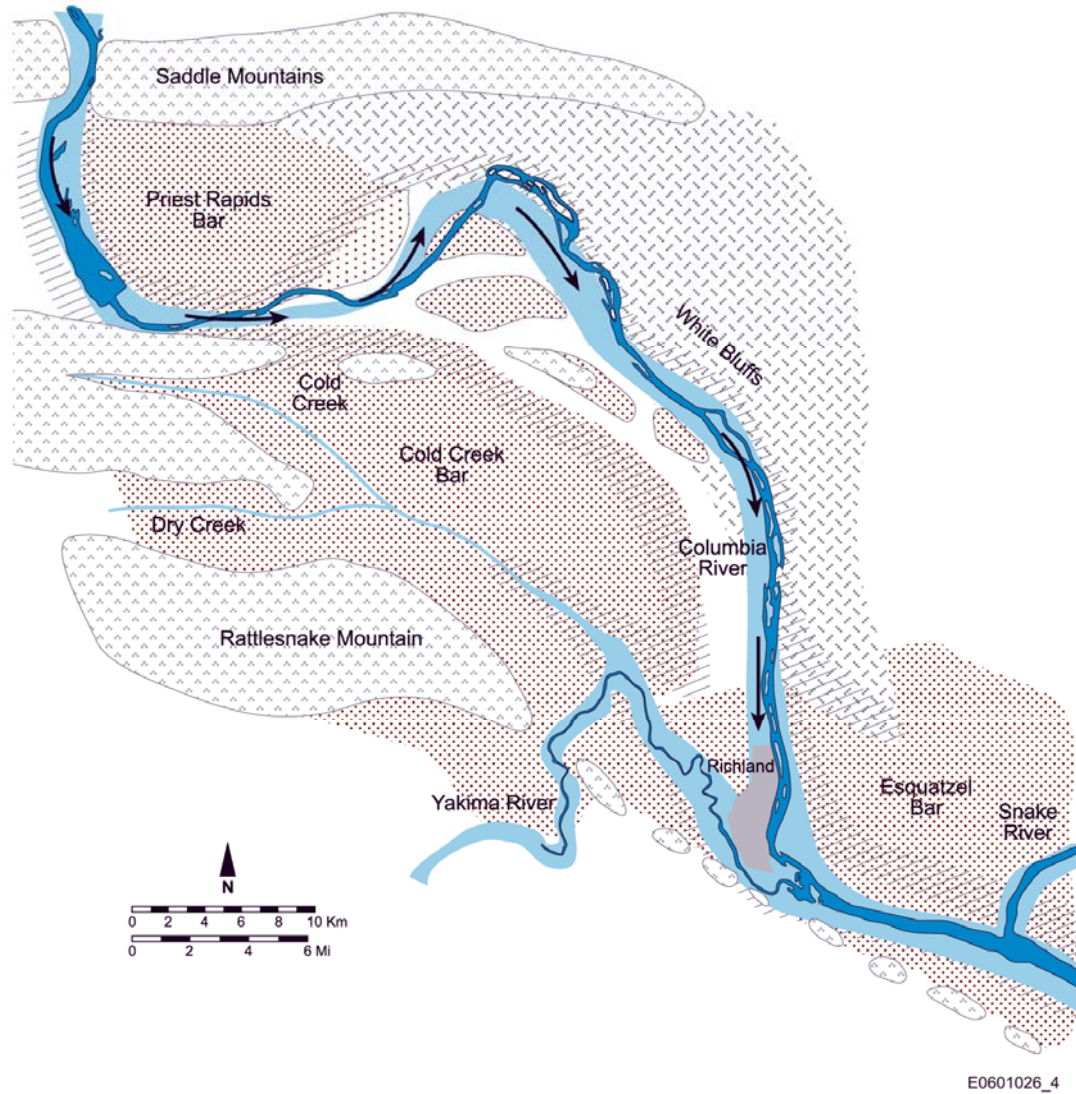 Saddle Mountains
Priest Rapids
Bar
White Bluffs
Cold
Creek
Cold Creek
Bar
Dry Creek
Columbia
River
Rattlesnake Mountain
Richland
Esquatzel
Bar
Snake
River
Yakima River
N
0 2 4 6 8 10 Km
0 2 4 6 Mi
E0601026_4